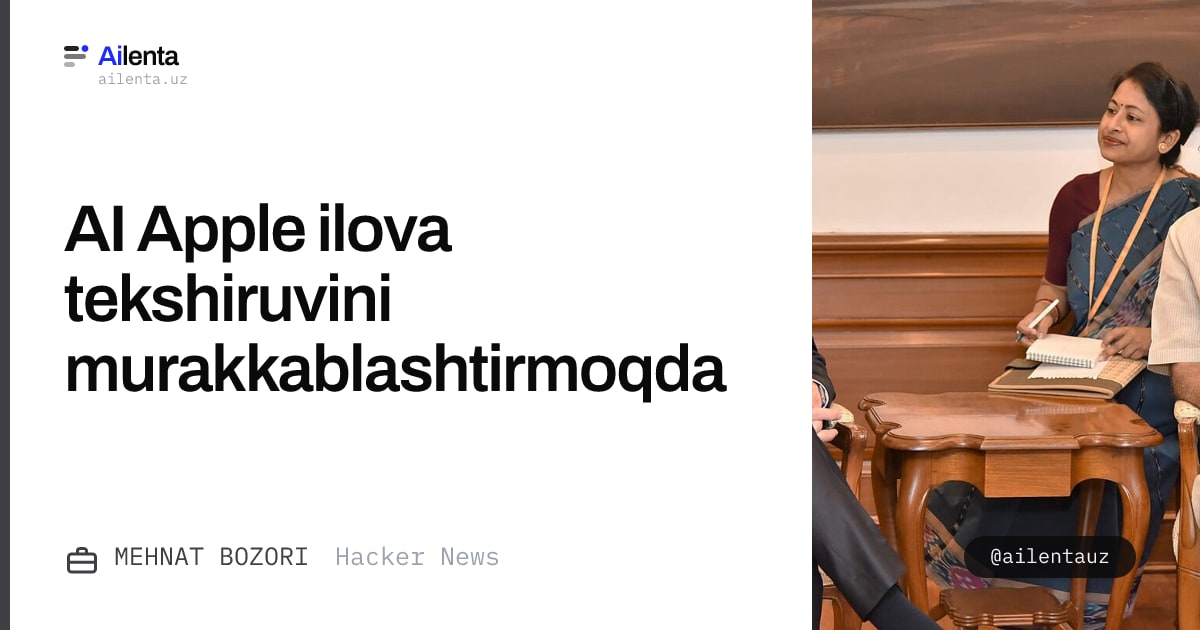 Ailenta
ailenta.uz
AI Apple ilova
tekshiruvini
murakkablashtirmoqda
MEHNAT BOZORI Hacker News
@ailentauz